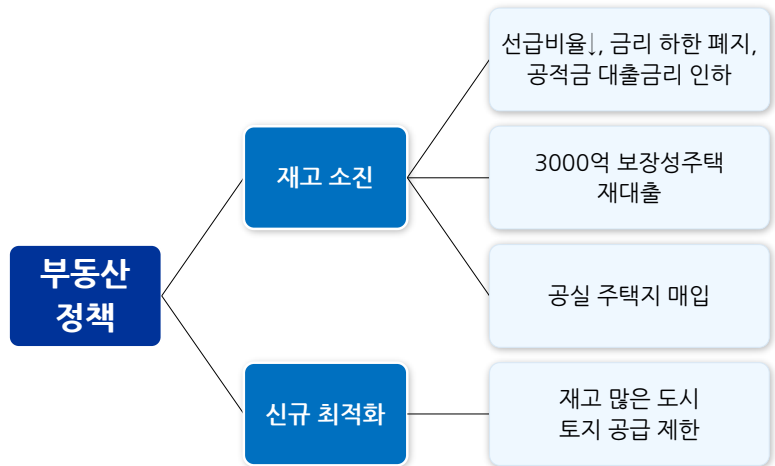 부동산
정책
재고 소진
선급비율↓, 금리 하한 폐지,
공적금 대출금리 인하
3000억 보장성주택
재대출
공실 주택지 매입
신규 최적화
재고 많은 도시
토지 공급 제한